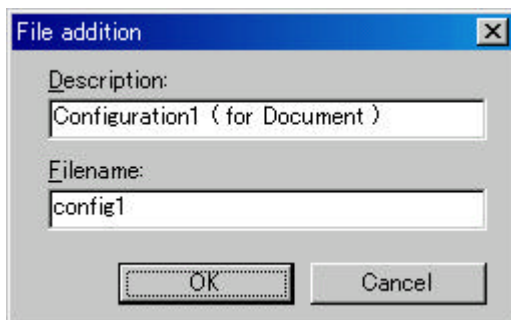 File addition
Description:
Configuration1 ( for Document )
Filename:
config1
OK Cancel